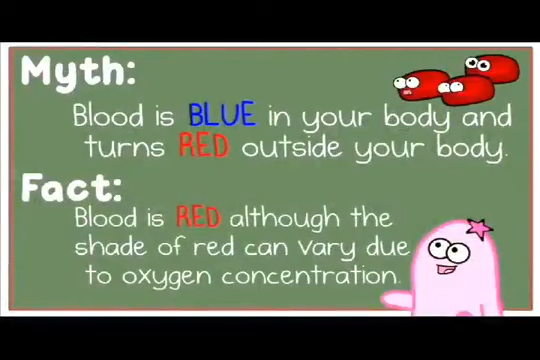 Myth:
Blood is BLUE in your body and
turns RED outside your body.
Fact:
Blood is RED although the
shade of red can vary due
to oxygen concentration.